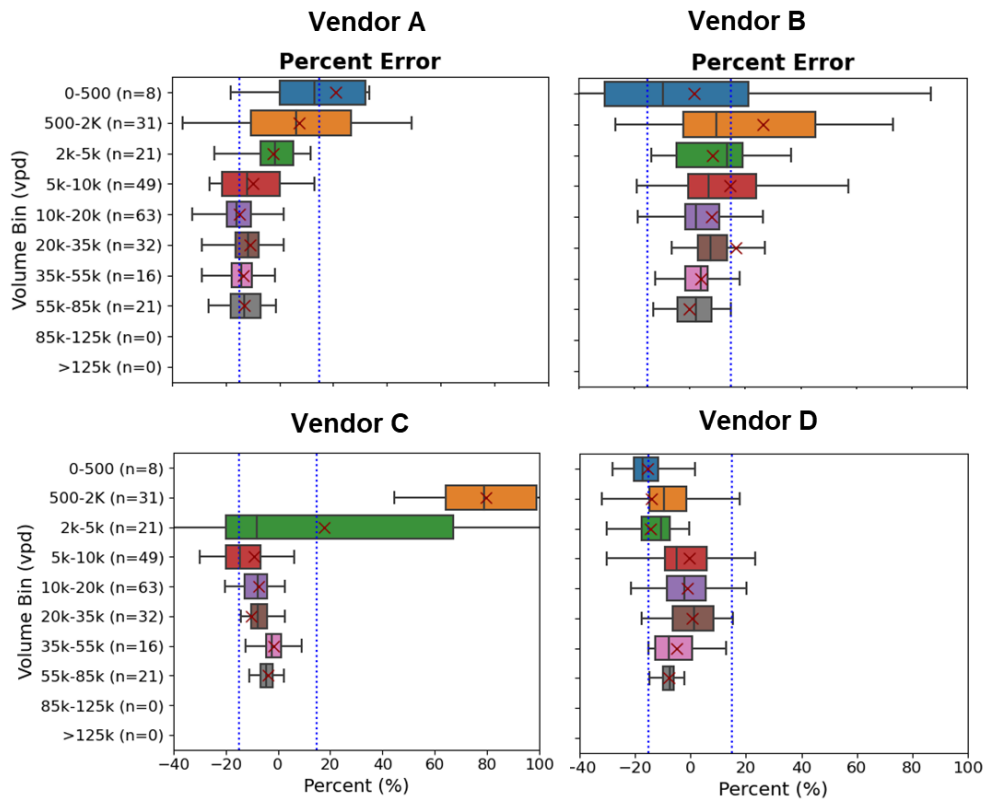 Vendor A
Vendor B
Percent Error
Percent Error
Volume Bin (vpd)
0-500 (n=8)
500-2K (n=31)
2k-5k (n=21)
5k-10k (n=49)
10k-20k (n=63)
20k-35k (n=32)
35k-55k (n=16)
55k-85k (n=21)
85k-125k (n=0)
>125k (n=0)
Vendor C
Vendor D
Volume Bin (vpd)
0-500 (n=8)
500-2K (n=31)
2k-5k (n=21)
5k-10k (n=49)
10k-20k (n=63)
20k-35k (n=32)
35k-55k (n=16)
55k-85k (n=21)
85k-125k (n=0)
>125k (n=0)
−40 −20 0 20 40 60 80 100
-40 −20 0 20 40 60 80 100
Percent (%)
Percent (%)